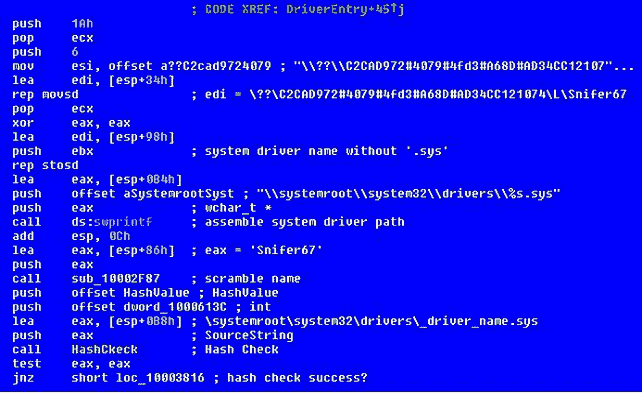 ; CODE XREF: DriverEntry+45↑j
push 1Ah
pop ecx
push 6
mov esi, offset a??C2cad9724079 ; "\\??\\C2CAD972#4079#4fd3#A68D#AD34CC12107"...
lea edi, [esp+34h]
rep movsd ; edi = \??\C2CAD972#4079#4fd3#A68D#AD34CC121074\L\Snifer67
pop ecx
xor eax, eax
lea edi, [esp+98h]
push ebx ; system driver name without '.sys'
rep stosd
lea eax, [esp+0B4h]
push offset aSystemrootSyst ; "\\systemroot\\system32\\drivers\\%s.sys"
push eax ; wchar_t *
call ds:swprintf ; assemble system driver path
add esp, 0Ch
lea eax, [esp+86h] ; eax = 'Snifer67'
push eax
call sub_10002F87 ; scramble name
push offset HashValue ; HashValue
push offset dword_1000613C ; int
lea eax, [esp+0B8h] ; \systemroot\system32\drivers\_driver_name.sys
push eax ; SourceString
call HashCkeck ; Hash Check
test eax, eax
jnz short loc_10003816 ; hash check success?